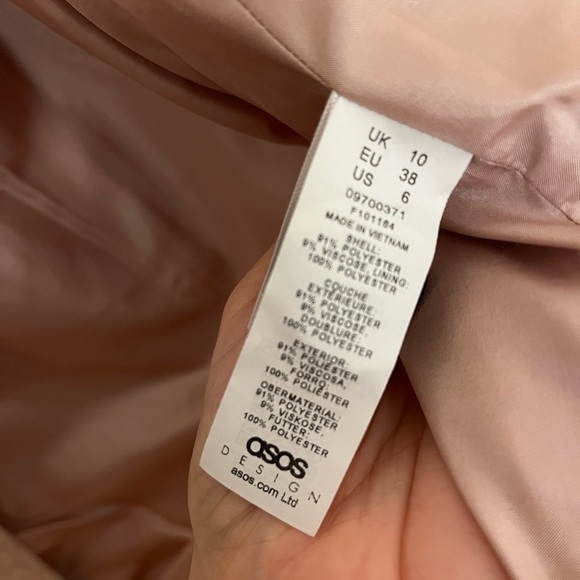 UK 10
EU 38
US 6
09700371
F101184
MADE IN VIETNAM
SHELL:
91% POLYESTER
9% VISCOSE, LINING:
100% POLYESTER
COUCHE
EXTÉRIEURE:
91% POLYESTER
9% VISCOSE,
DOUBLURE:
100% POLYESTER
EXTERIOR:
91% POLIÉSTER
9% VISCOSA,
FORRO:
100% POLIÉSTER
OBERMATERIAL:
91% POLYESTER
9% VISKOSE,
FUTTER:
100% POLYESTER
asos
DESIGN
asos.com Ltd